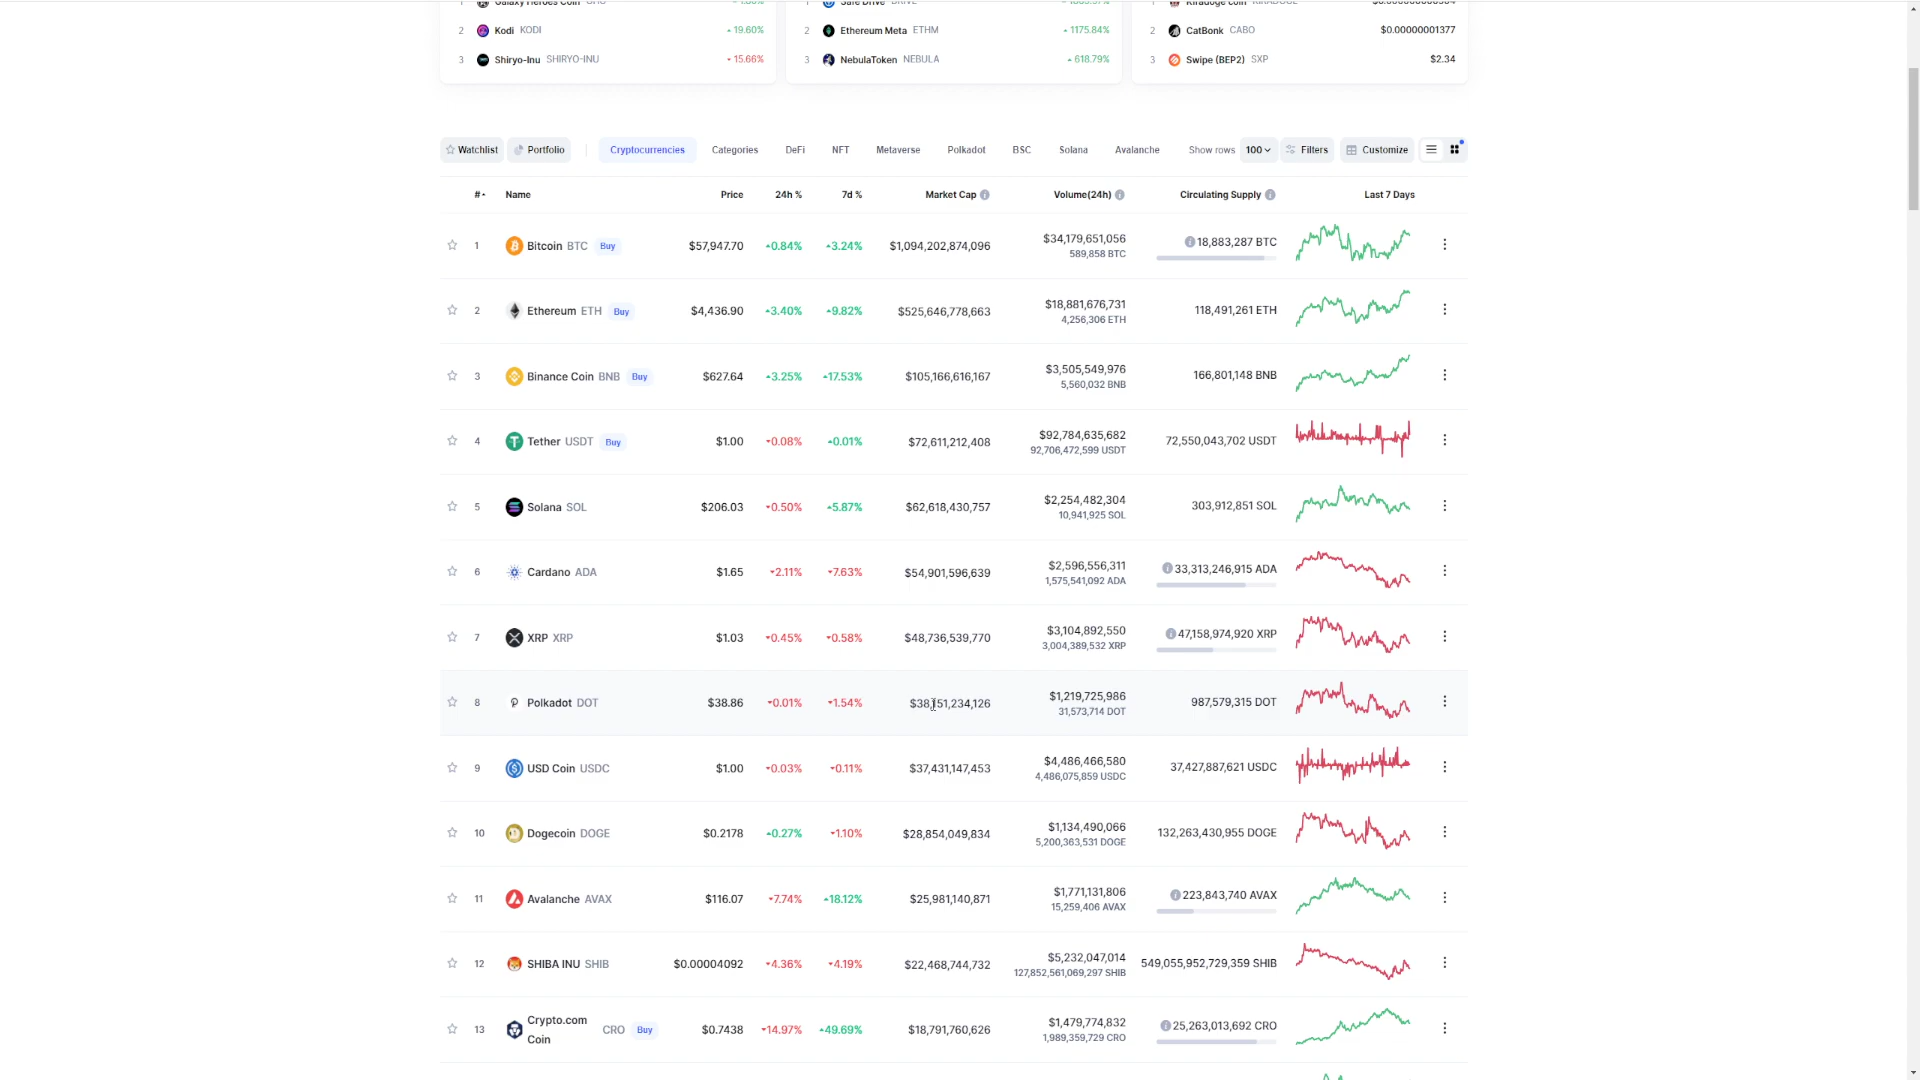 2 Kodi KODI 19.60%
3 Shiryo-Inu SHIRYO-INU 15.66%
2 Ethereum Meta ETHM 1175.84%
3 NebulaToken NEBULA 618.79%
2 CatBonk CABO $0.00000001377
3 Swipe (BEP2) SXP $2.34
Watchlist Portfolio Cryptocurrencies Categories DeFi NFT Metaverse Polkadot BSC Solana Avalanche Show rows 100 Filters Customize
# Name Price 24h % 7d % Market Cap Volume(24h) Circulating Supply Last 7 Days
1 Bitcoin BTC Buy $57,947.70 0.84% 3.24% $1,094,202,874,096 $34,179,651,056 18,883,287 BTC
589,858 BTC
2 Ethereum ETH Buy $4,436.90 3.40% 9.82% $525,646,778,663 $18,881,676,731 118,491,261 ETH
4,256,306 ETH
3 Binance Coin BNB Buy $627.64 3.25% 17.53% $105,166,616,167 $3,505,549,976 166,801,148 BNB
5,560,032 BNB
4 Tether USDT Buy $1.00 0.08% 0.01% $72,611,212,408 $92,784,635,682 72,550,043,702 USDT
92,706,472,599 USDT
5 Solana SOL $206.03 0.50% 5.87% $62,618,430,757 $2,254,482,304 303,912,851 SOL
10,941,925 SOL
6 Cardano ADA $1.65 2.11% 7.63% $54,901,596,639 $2,596,556,311 33,313,246,915 ADA
1,575,541,092 ADA
7 XRP XRP $1.03 0.45% 0.58% $48,736,539,770 $3,104,892,550 47,158,974,920 XRP
3,004,389,532 XRP
8 Polkadot DOT $38.86 0.01% 1.54% $1,219,725,986 987,579,315 DOT
31,573,714 DOT
9 USD Coin USDC $1.00 0.03% 0.11% $37,431,147,453 $4,486,466,580 37,427,887,621 USDC
4,486,075,859 USDC
10 Dogecoin DOGE $0.2178 0.27% 1.10% $28,854,049,834 $1,134,490,066 132,263,430,955 DOGE
5,200,363,531 DOGE
11 Avalanche AVAX $116.07 7.74% 18.12% $25,981,140,871 $1,771,131,806 223,843,740 AVAX
15,259,406 AVAX
12 SHIBA INU SHIB $0.00004092 4.36% 4.19% $22,468,744,732 $5,232,047,014 549,055,952,729,359 SHIB
127,852,561,069,297 SHIB
13 Crypto.com Coin CRO Buy $0.7438 14.97% 49.69% $18,791,760,626 $1,479,774,832 25,263,013,692 CRO
1,989,359,729 CRO